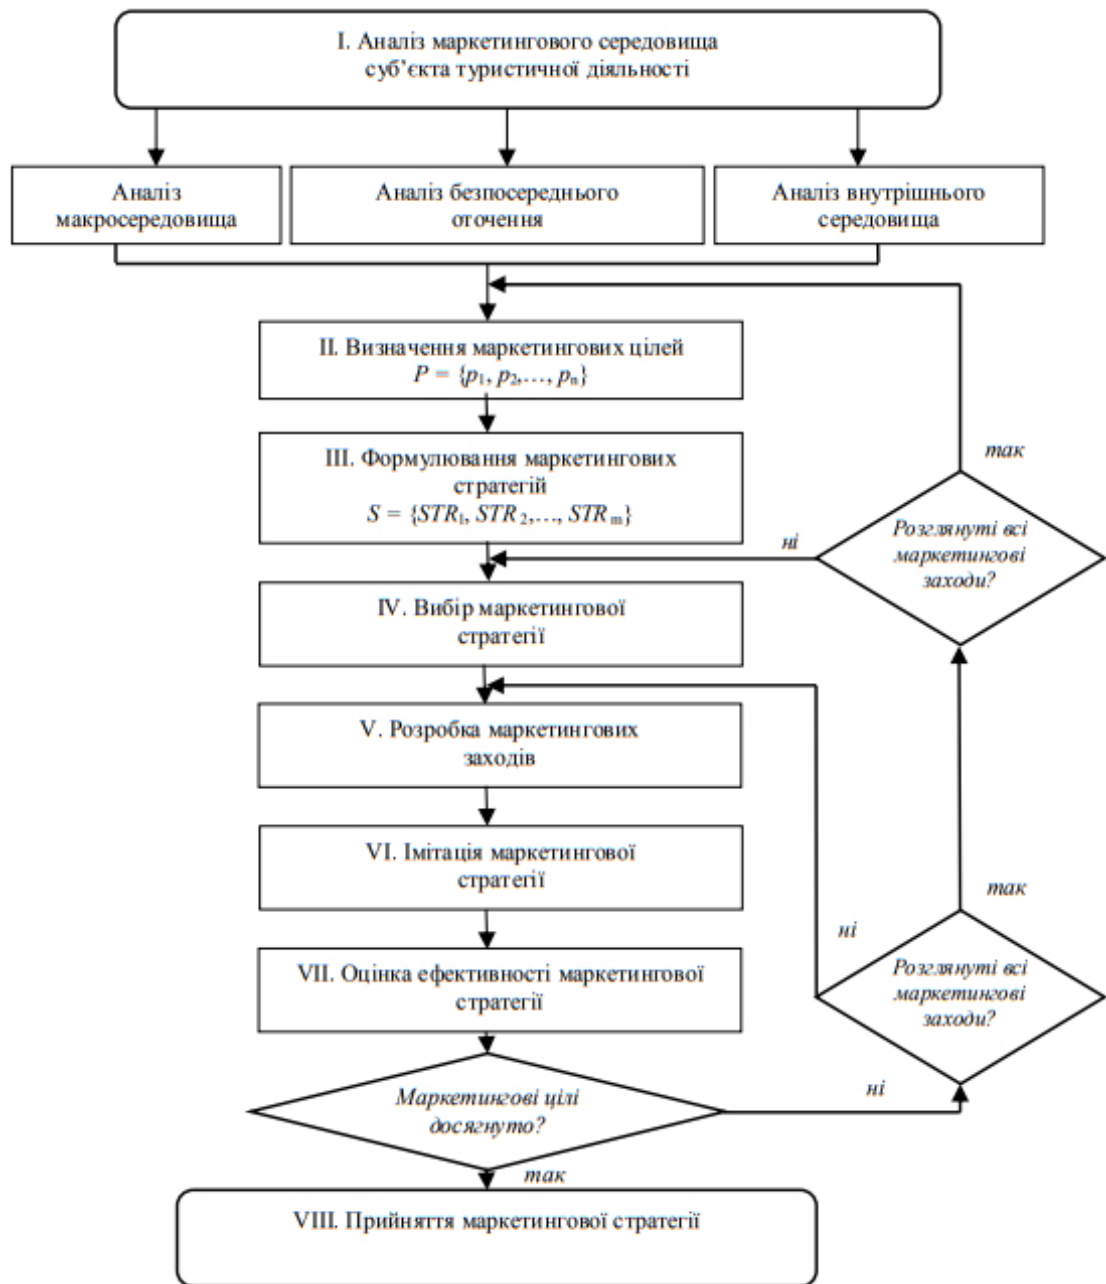 I. Аналіз маркетингового середовища
суб’єкта туристичної діяльності
Аналіз
макросередовища
Аналіз безпосереднього
оточення
Аналіз внутрішнього
середовища
II. Визначення маркетингових цілей
P = {p₁, p₂,…, pₙ}
III. Формулювання маркетингових
стратегій
S = {STR₁, STR₂,…, STRₘ}
так
ні
Розглянуті всі
маркетингові
заходи?
IV. Вибір маркетингової
стратегії
V. Розробка маркетингових
заходів
VI. Імітація маркетингової
стратегії
так
ні
Розглянуті всі
маркетингові
заходи?
VII. Оцінка ефективності маркетингової
стратегії
Маркетингові цілі
досягнуто?
ні
так
VIII. Прийняття маркетингової стратегії